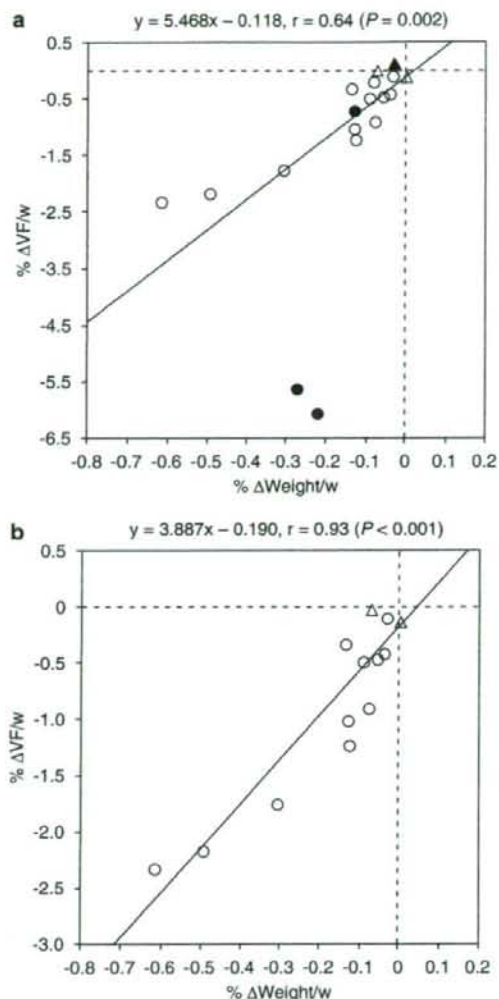 a
y = 5.468x – 0.118, r = 0.64 (P = 0.002)
0.5
-0.5
-1.5
-2.5
-3.5
-4.5
-5.5
-6.5
% ΔVF/w
-0.8 -0.7 -0.6 -0.5 -0.4 -0.3 -0.2 -0.1 0 0.1 0.2
% ΔWeight/w
b
y = 3.887x – 0.190, r = 0.93 (P < 0.001)
0.5
0
-0.5
-1.0
-1.5
-2.0
-2.5
-3.0
% ΔVF/w
-0.8 -0.7 -0.6 -0.5 -0.4 -0.3 -0.2 -0.1 0 0.1 0.2
% ΔWeight/w